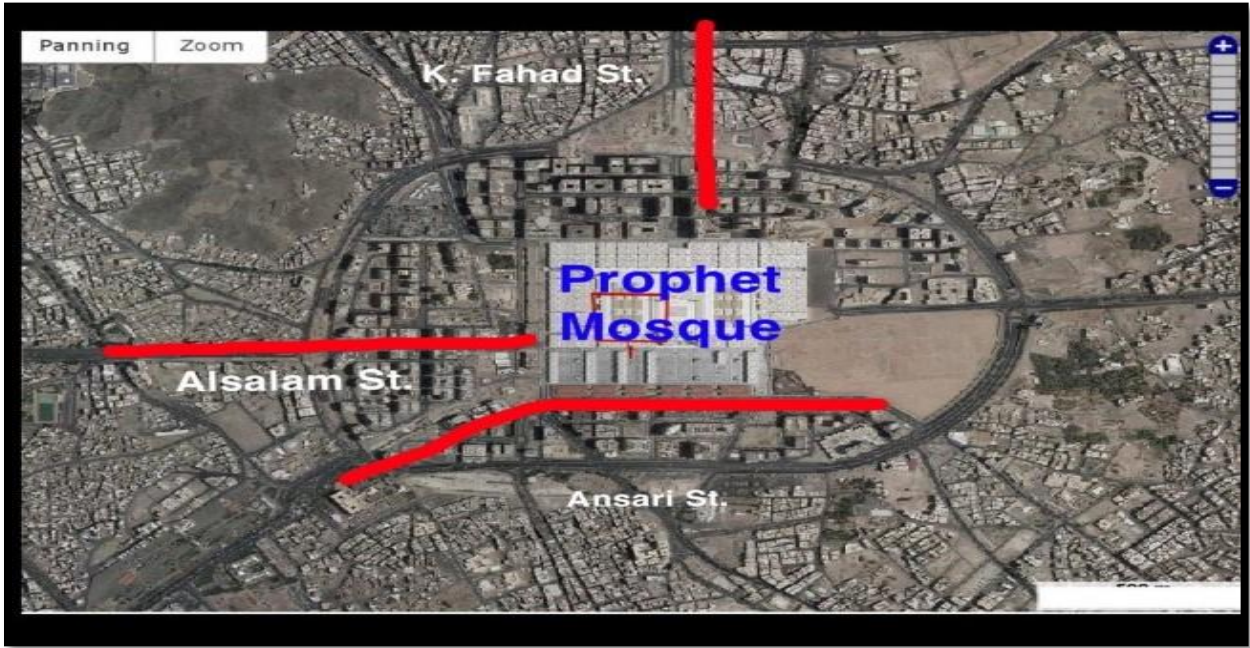 Panning Zoom
K. Fahad St.
Prophet
Mosque
Alsalam St.
Ansari St.